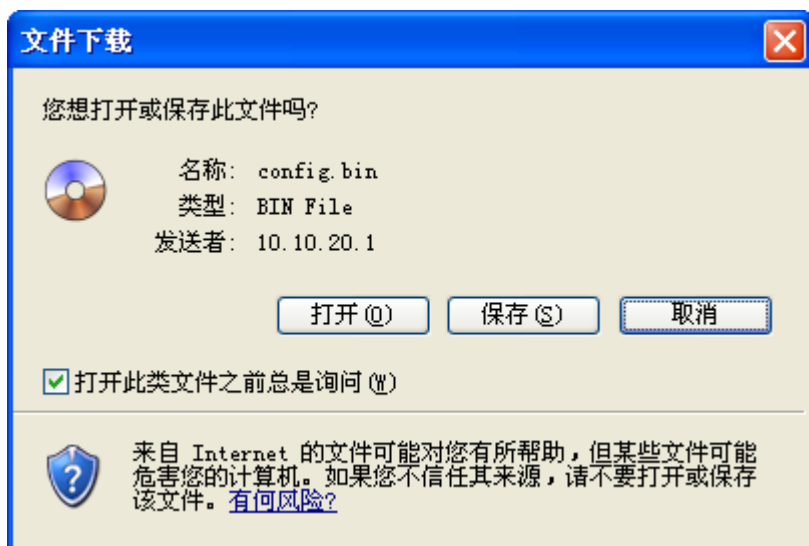 文件下载
您想打开或保存此文件吗?
名称: config.bin
类型: BIN File
发送者: 10.10.20.1
打开(O) 保存(S) 取消
打开此类文件之前总是询问(W)
来自 Internet 的文件可能对您有所帮助，但某些文件可能
危害您的计算机。如果您不信任其来源，请不要打开或保存
该文件。有何风险?